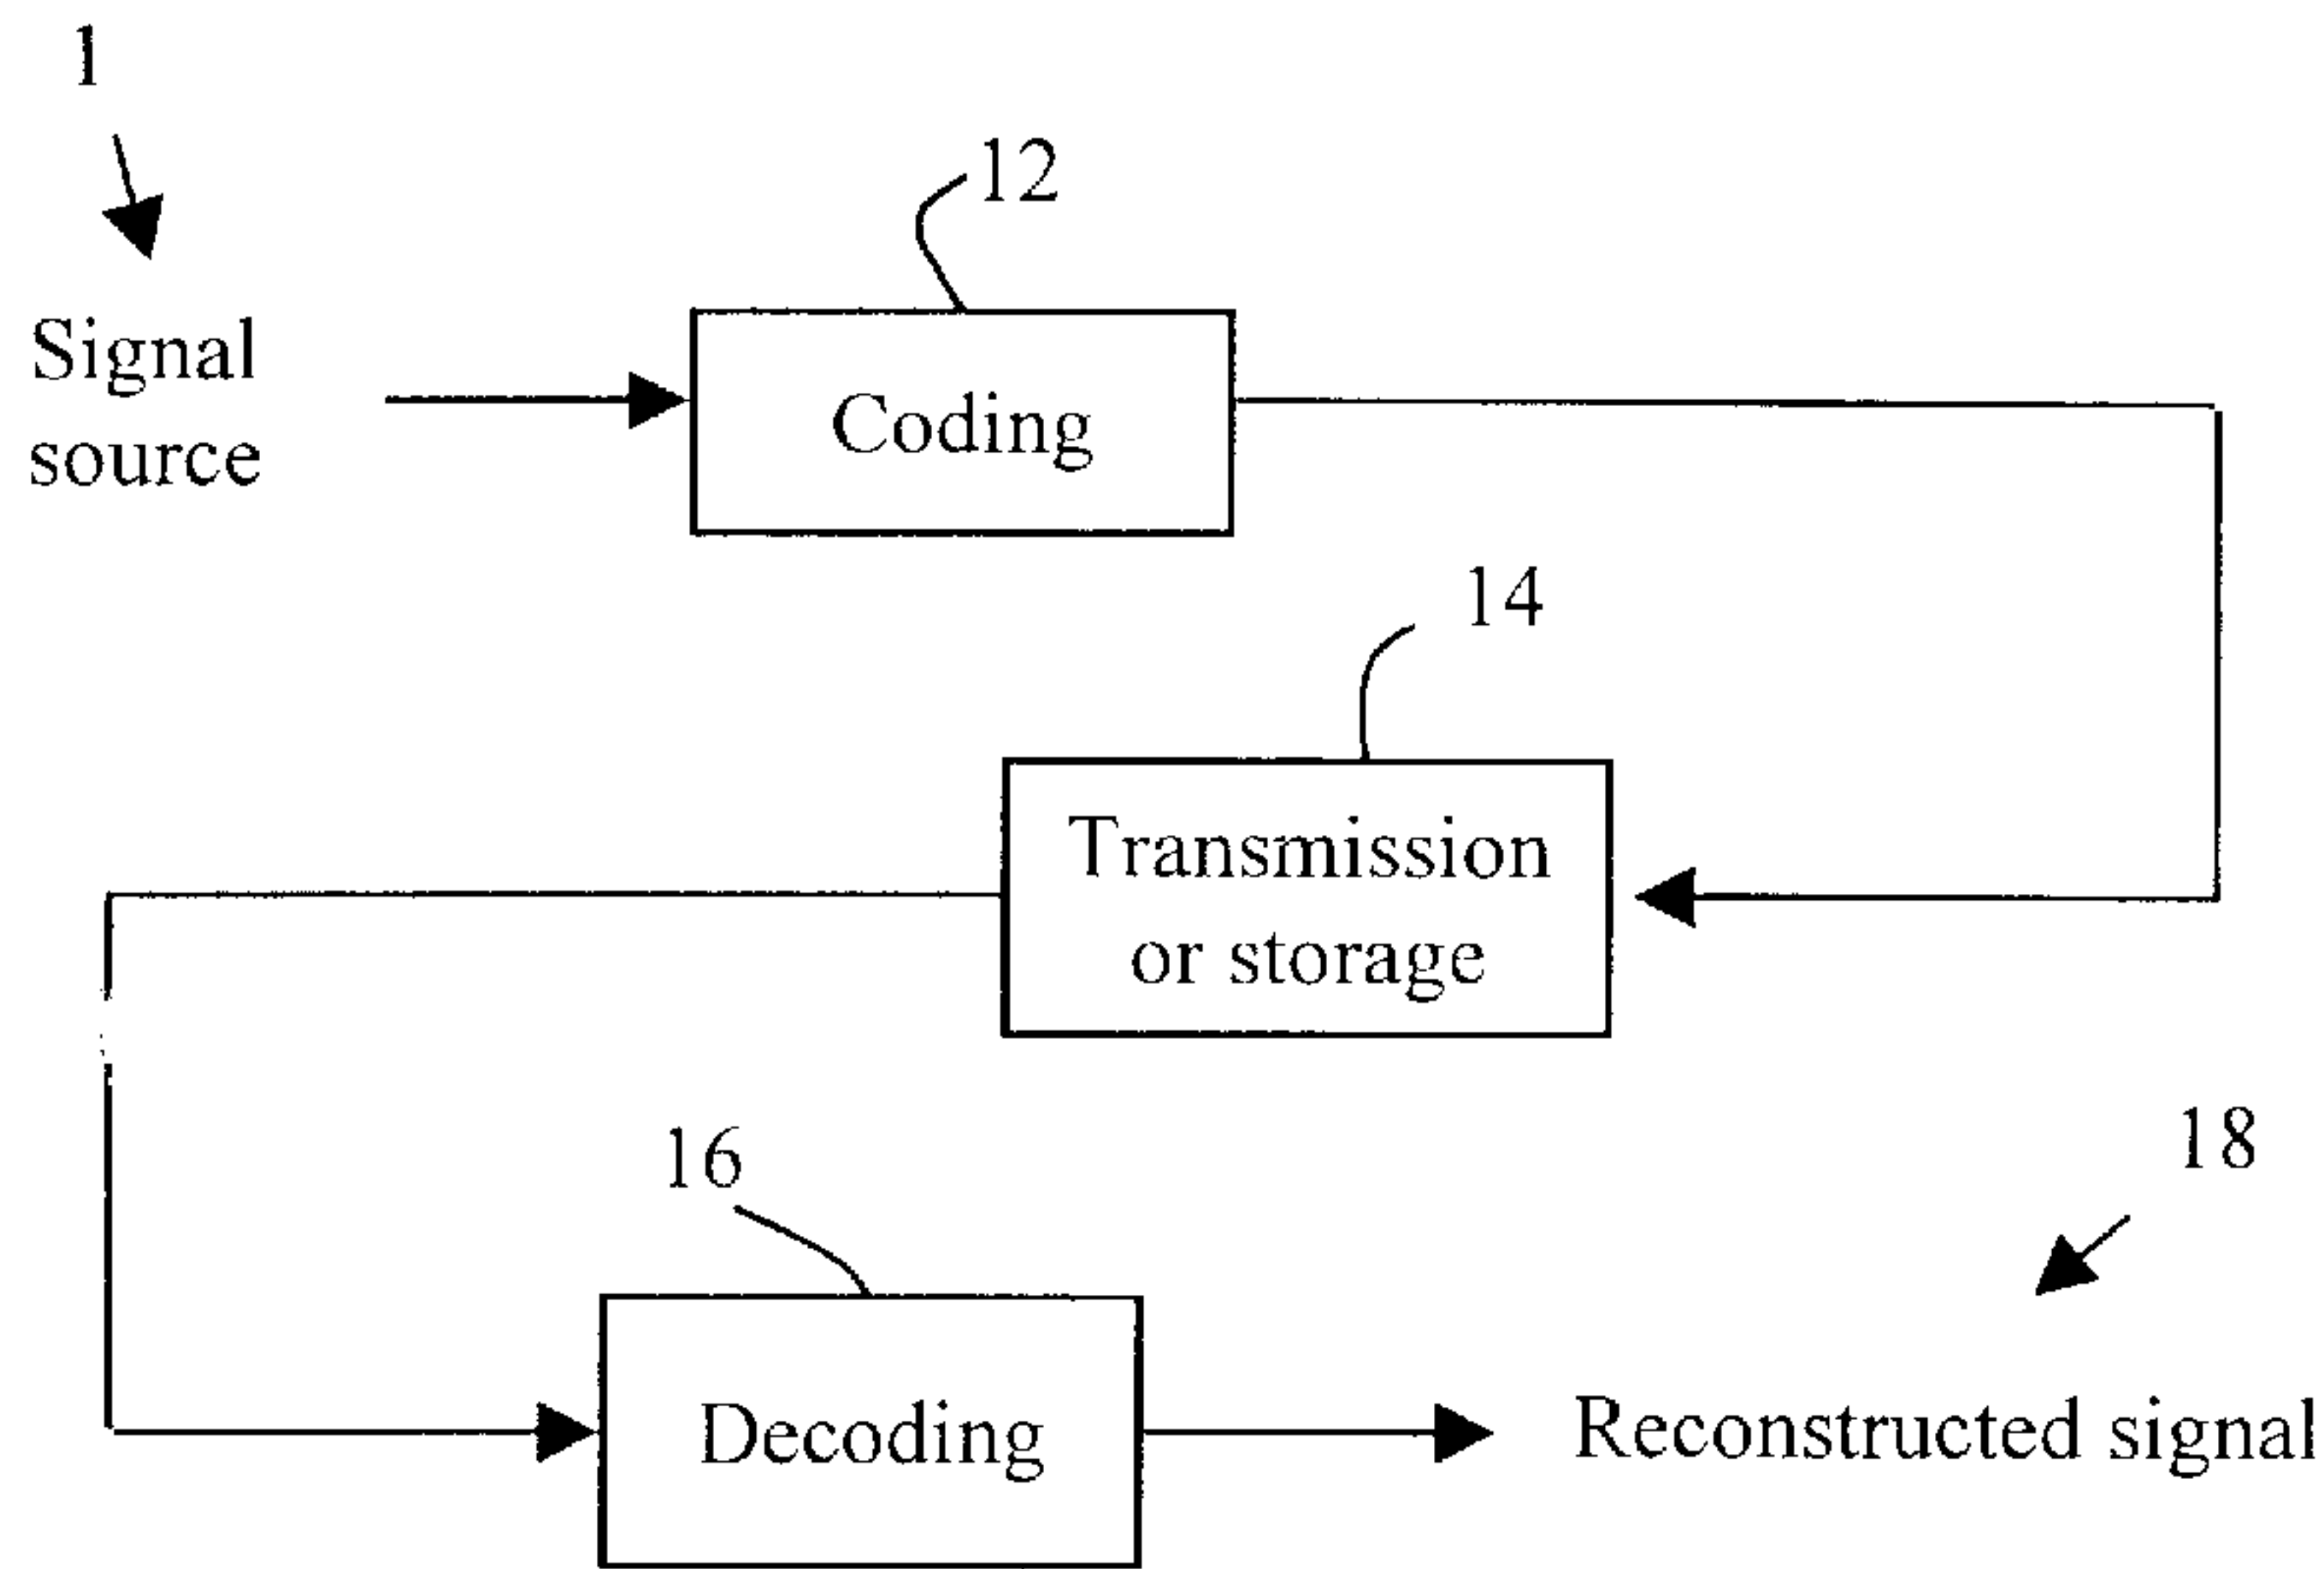 1
12
Signal
source
Coding
14
Transmission
or storage
16
18
Decoding
Reconstructed signal